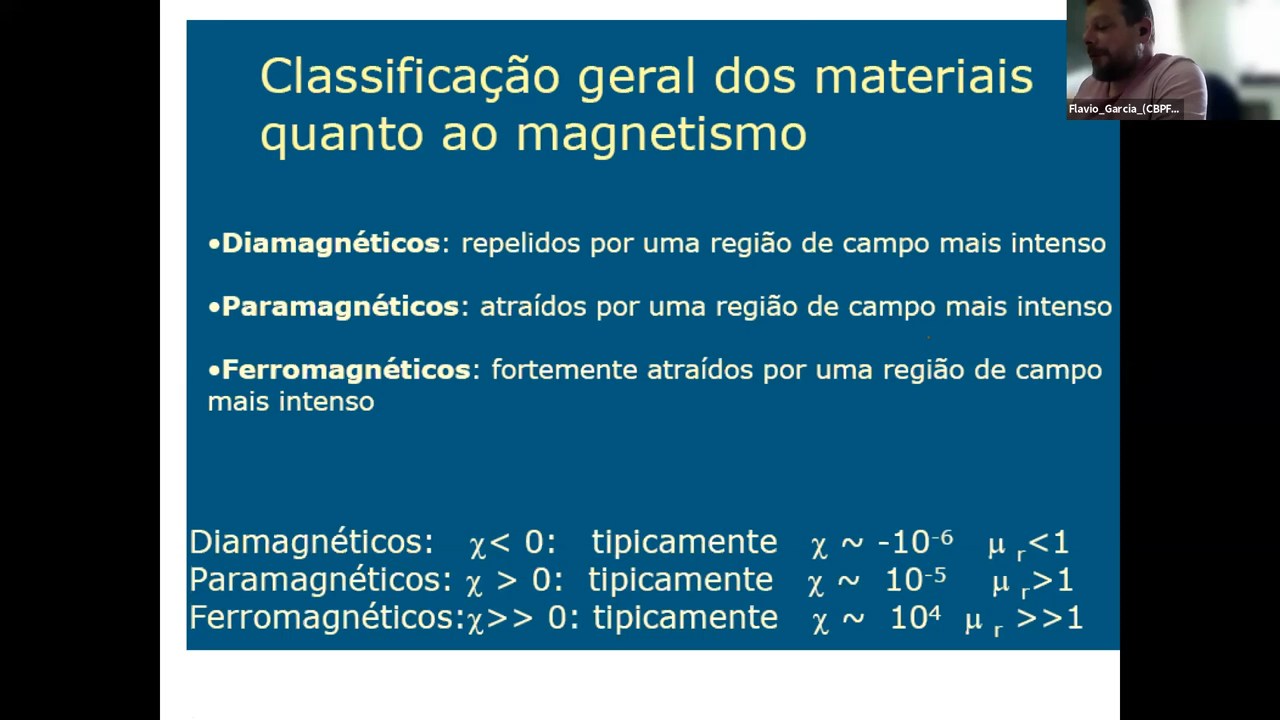 Classificação geral dos materiais
quanto ao magnetismo
Flavio_Garcia_(CBPF...
•Diamagnéticos: repelidos por uma região de campo mais intenso
•Paramagnéticos: atraídos por uma região de campo mais intenso
•Ferromagnéticos: fortemente atraídos por uma região de campo
mais intenso
Diamagnéticos: χ< 0: tipicamente χ ~ -10⁻⁶ μ ᵣ<1
Paramagnéticos: χ > 0: tipicamente χ ~ 10⁻⁵ μ ᵣ>1
Ferromagnéticos:χ>> 0: tipicamente χ ~ 10⁴ μ ᵣ >>1